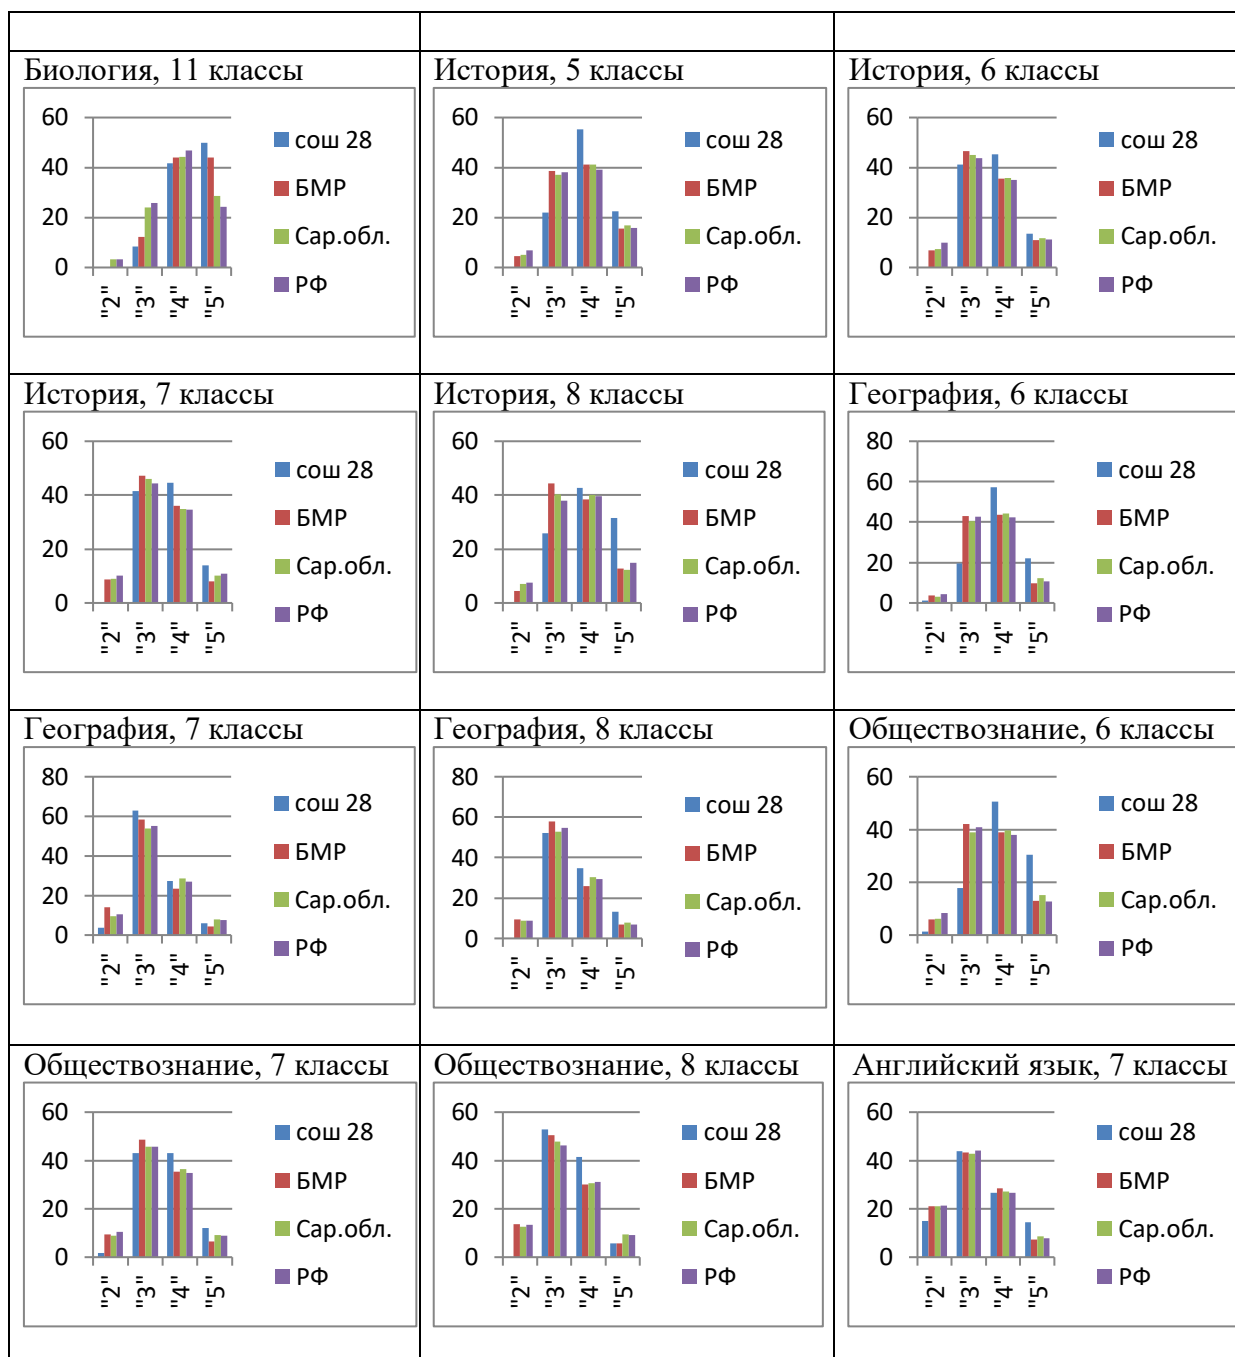 Биология, 11 классы
60
40
20
0
"2"
"3"
"4"
"5"
сош 28
БМР
Сар.обл.
РФ
История, 5 классы
60
40
20
0
"2"
"3"
"4"
"5"
сош 28
БМР
Сар.обл.
РФ
История, 6 классы
60
40
20
0
"2"
"3"
"4"
"5"
сош 28
БМР
Сар.обл.
РФ
История, 7 классы
60
40
20
0
"2"
"3"
"4"
"5"
сош 28
БМР
Сар.обл.
РФ
История, 8 классы
60
40
20
0
"2"
"3"
"4"
"5"
сош 28
БМР
Сар.обл.
РФ
География, 6 классы
80
60
40
20
0
"2"
"3"
"4"
"5"
сош 28
БМР
Сар.обл.
РФ
География, 7 классы
80
60
40
20
0
"2"
"3"
"4"
"5"
сош 28
БМР
Сар.обл.
РФ
География, 8 классы
80
60
40
20
0
"2"
"3"
"4"
"5"
сош 28
БМР
Сар.обл.
РФ
Обществознание, 6 классы
60
40
20
0
"2"
"3"
"4"
"5"
сош 28
БМР
Сар.обл.
РФ
Обществознание, 7 классы
60
40
20
0
"2"
"3"
"4"
"5"
сош 28
БМР
Сар.обл.
РФ
Обществознание, 8 классы
60
40
20
0
"2"
"3"
"4"
"5"
сош 28
БМР
Сар.обл.
РФ
Английский язык, 7 классы
60
40
20
0
"2"
"3"
"4"
"5"
сош 28
БМР
Сар.обл.
РФ